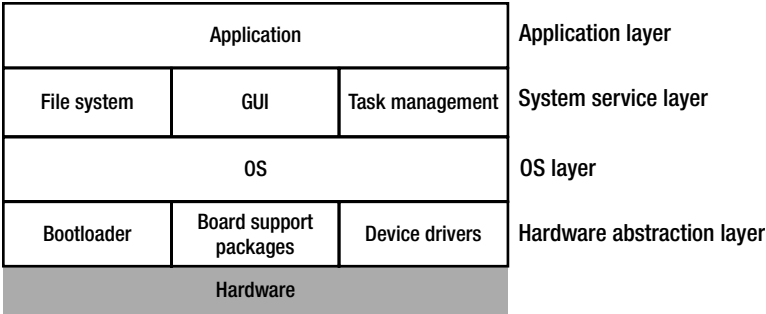 Application
Application layer
File system
GUI
Task management
System service layer
OS
OS layer
Bootloader
Board support
packages
Device drivers
Hardware abstraction layer
Hardware